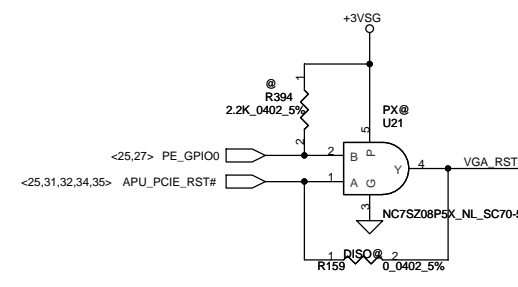 +3VSG
@
1
R394
2.2K_0402_5%
2
PX@
U21
5
<25,27> PE_GPIO0
2
B
P
Y
4
VGA_RST
<25,31,32,34,35> APU_PCIE_RST#
1
A
G
3
NC7SZ08P5X_NL_SC70-5
1
DISO@
2
R159
0_0402_5%